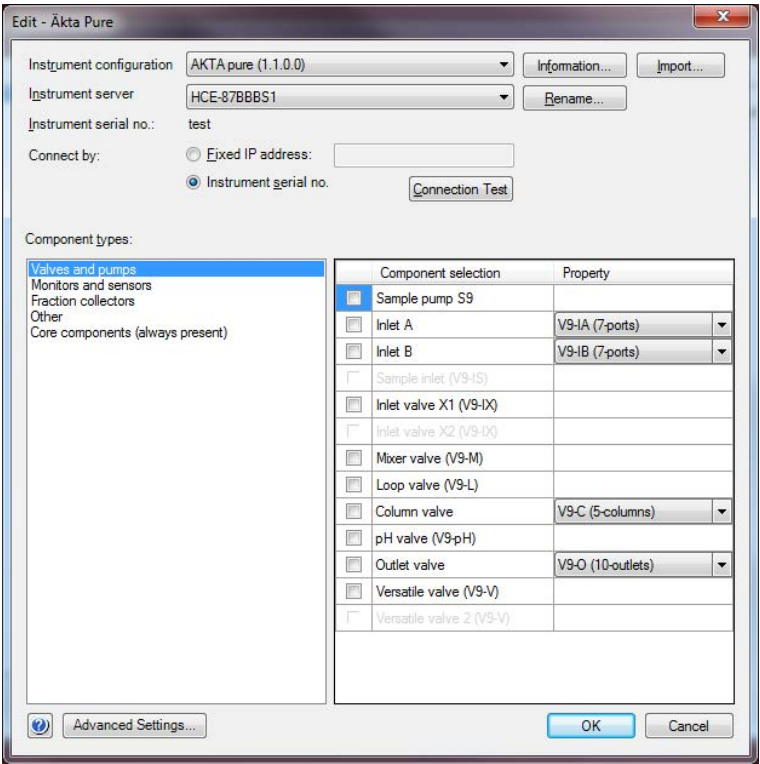 Edit - Äkta Pure
Instrument configuration AKTA pure (1.1.0.0) Information... Import...
Instrument server HCE-87BBBS1 Rename...
Instrument serial no.: test
Connect by: Fixed IP address:
Instrument serial no. Connection Test
Component types:
Valves and pumps
Monitors and sensors
Fraction collectors
Other
Core components (always present)
Component selection Property
Sample pump S9
Inlet A V9-IA (7-ports)
Inlet B V9-IB (7-ports)
Sample inlet (V9-IS)
Inlet valve X1 (V9-IX)
Inlet valve X2 (V9-IX)
Mixer valve (V9-M)
Loop valve (V9-L)
Column valve V9-C (5-columns)
pH valve (V9-pH)
Outlet valve V9-O (10-outlets)
Versatile valve (V9-V)
Versatile valve 2 (V9-V)
Advanced Settings... OK Cancel